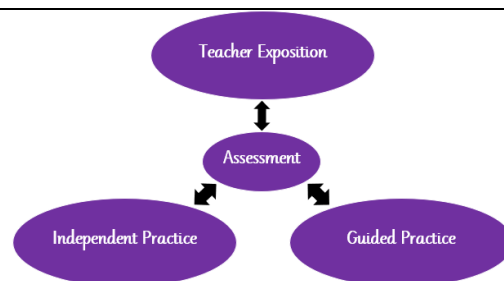 Teacher Exposition
Assessment
Independent Practice
Guided Practice